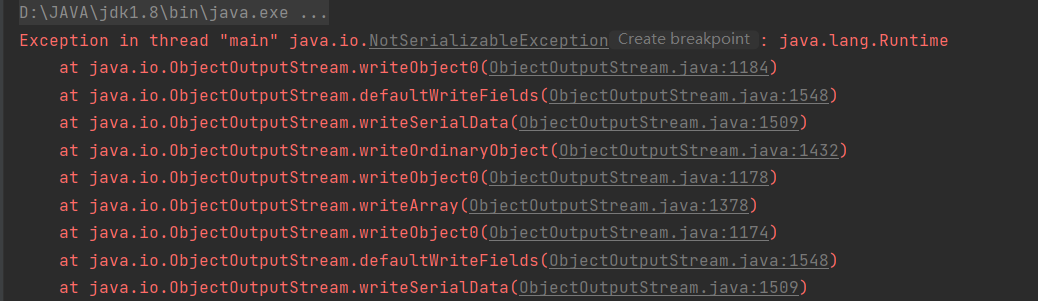 D:\JAVA\jdk1.8\bin\java.exe ...
Exception in thread "main" java.io.NotSerializableException Create breakpoint : java.lang.Runtime
at java.io.ObjectOutputStream.writeObject0(ObjectOutputStream.java:1184)
at java.io.ObjectOutputStream.defaultWriteFields(ObjectOutputStream.java:1548)
at java.io.ObjectOutputStream.writeSerialData(ObjectOutputStream.java:1509)
at java.io.ObjectOutputStream.writeOrdinaryObject(ObjectOutputStream.java:1432)
at java.io.ObjectOutputStream.writeObject0(ObjectOutputStream.java:1178)
at java.io.ObjectOutputStream.writeArray(ObjectOutputStream.java:1378)
at java.io.ObjectOutputStream.writeObject0(ObjectOutputStream.java:1174)
at java.io.ObjectOutputStream.defaultWriteFields(ObjectOutputStream.java:1548)
at java.io.ObjectOutputStream.writeSerialData(ObjectOutputStream.java:1509)